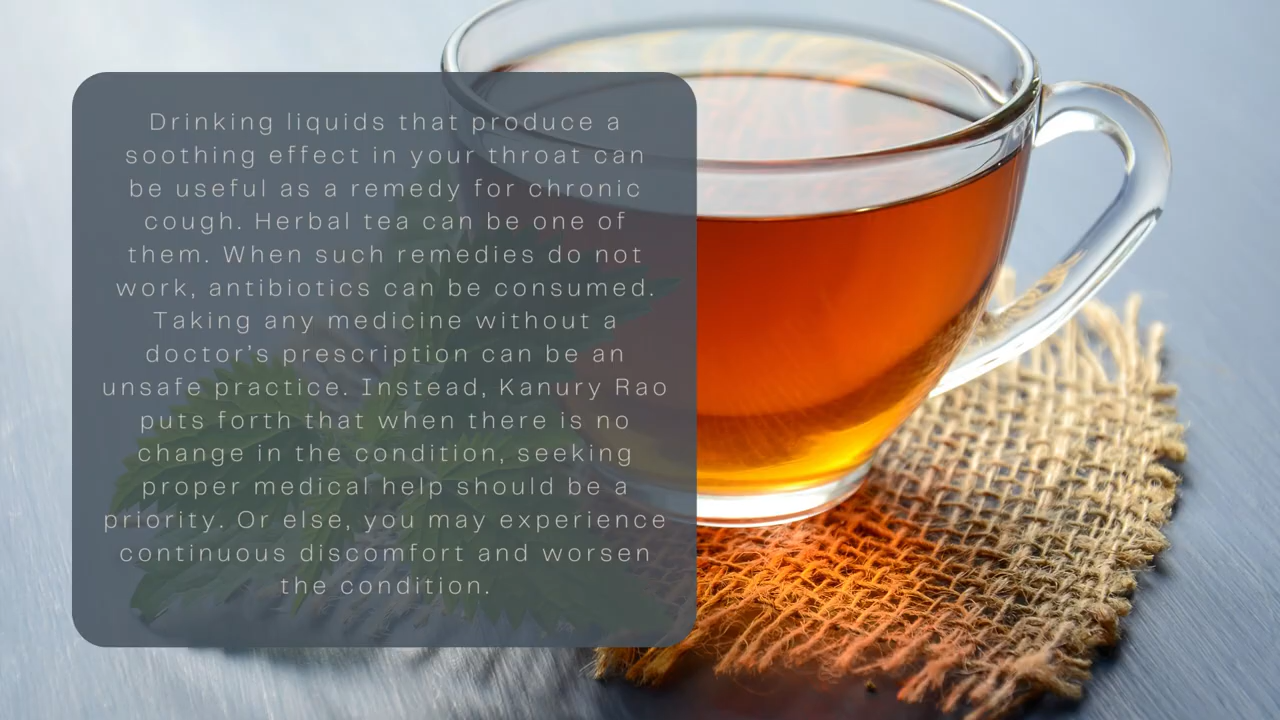 Drinking liquids that produce a
soothing effect in your throat can
be useful as a remedy for chronic
cough. Herbal tea can be one of
them. When such remedies do not
work, antibiotics can be consumed.
Taking any medicine without a
doctor's prescription can be an
unsafe practice. Instead, Kanury Rao
puts forth that when there is no
change in the condition, seeking
proper medical help should be a
priority. Or else, you may experience
continuous discomfort and worsen
the condition.